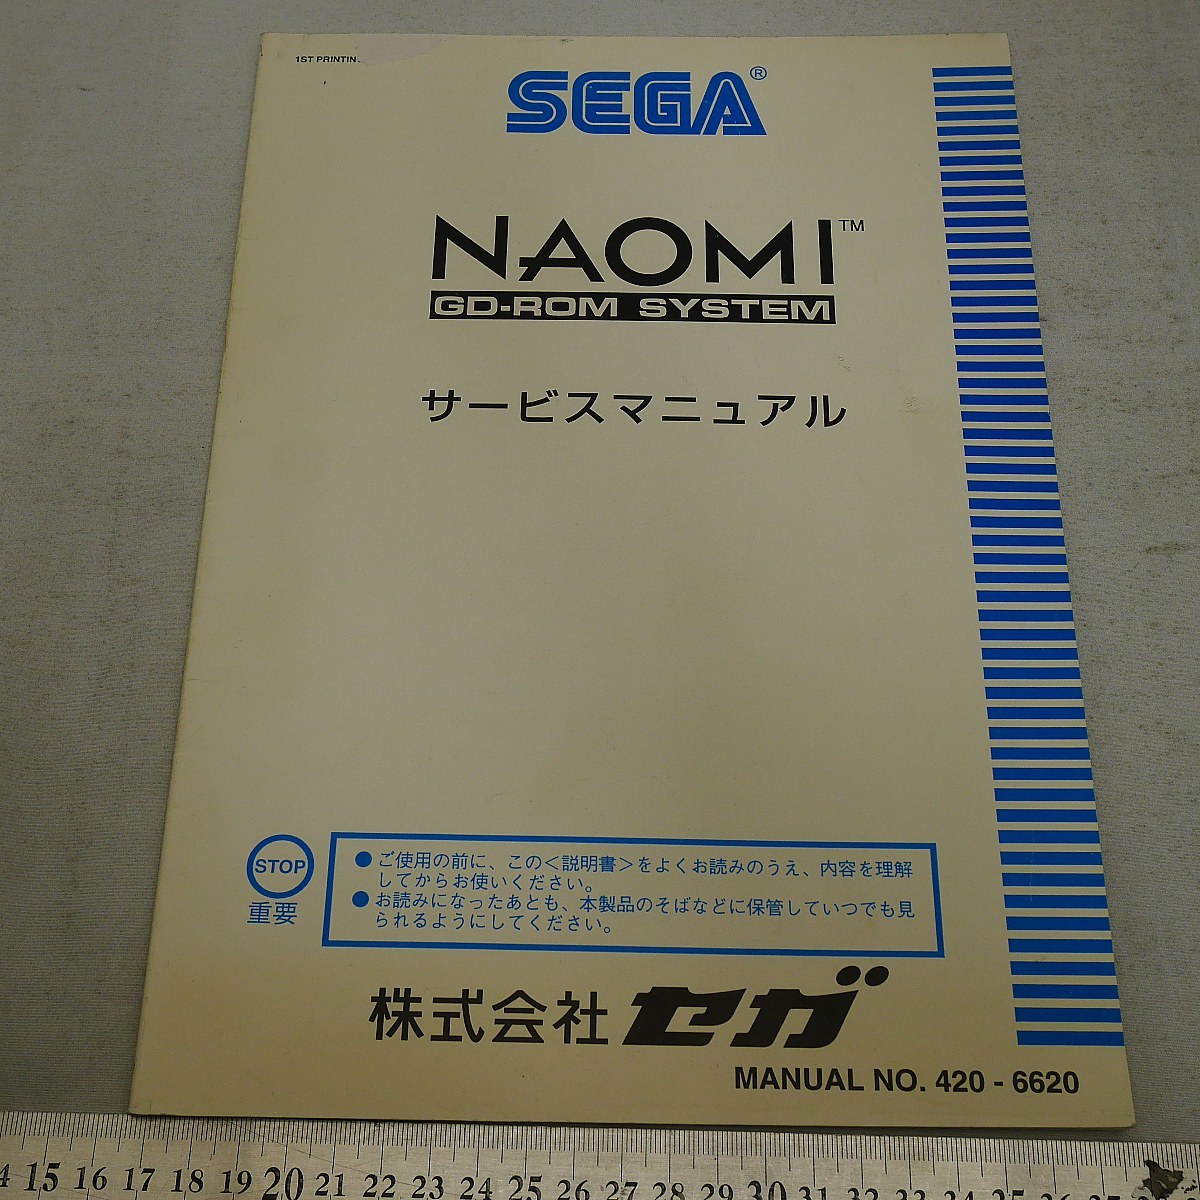 1ST PRINTIN
SEGA®
NAOMI™
GD-ROM SYSTEM
サービスマニュアル
STOP
重要
●ご使用の前に、この<説明書>をよくお読みのうえ、内容を理解
してからお使いください。
●お読みになったあとも、本製品のそばなどに保管していつでも見
られるようにしてください。
株式会社セガ
MANUAL NO. 420 - 6620
4 15 16 17 18 19 20 21 22 23 24 25 26 27 28 29 30 31 32 33 34 35